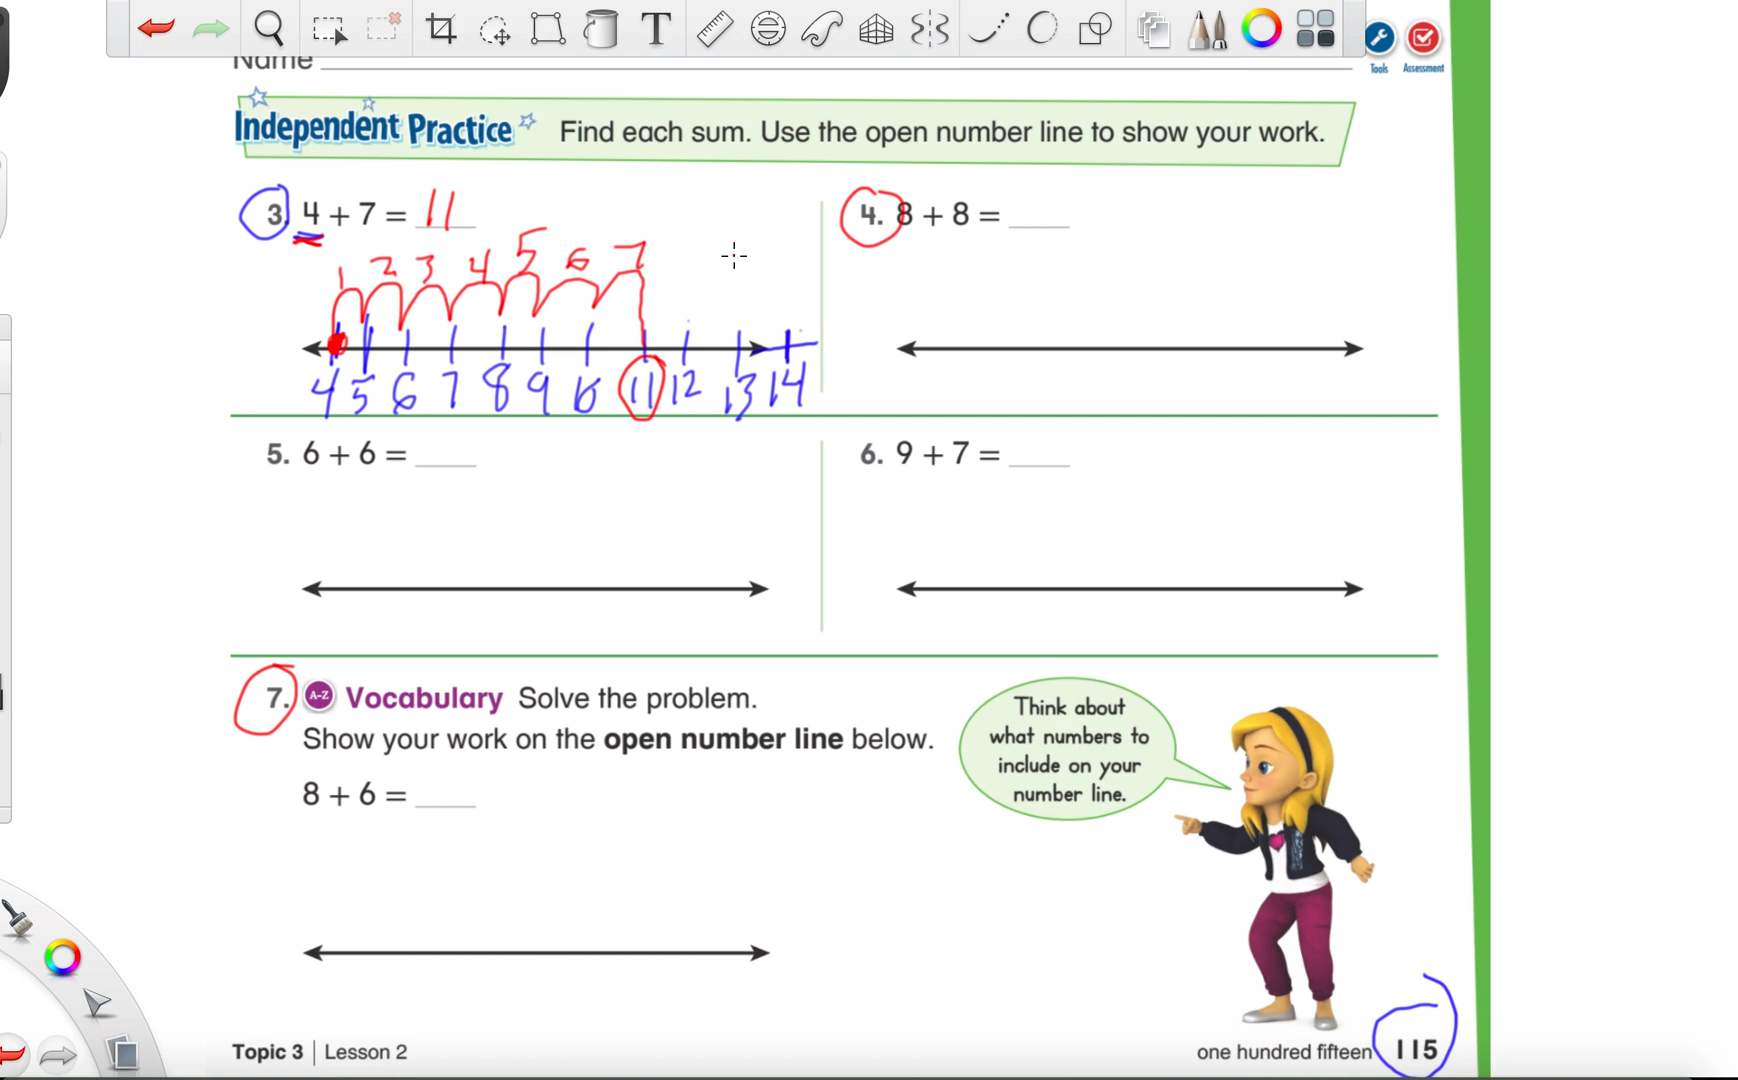 T
Tools
Assessment
Name
Independent Practice Find each sum. Use the open number line to show your work.
3. 4 + 7 = 11
1 2 3 4 5 6 7
4 5 6 7 8 9 10 11 12 13 14
4. 8 + 8 =
5. 6 + 6 =
6. 9 + 7 =
7. A-Z Vocabulary Solve the problem.
Show your work on the open number line below.
8 + 6 =
Think about
what numbers to
include on your
number line.
Topic 3 | Lesson 2
one hundred fifteen 115